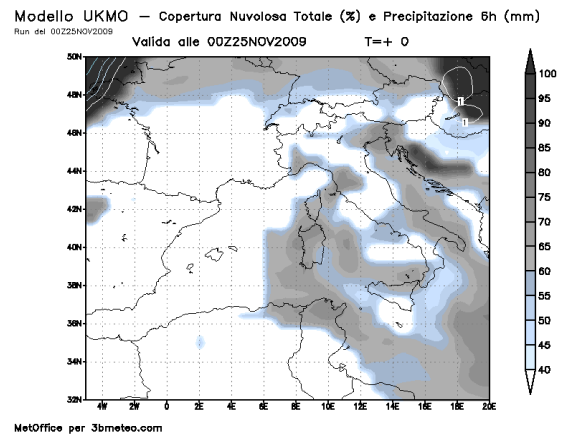 Modello UKMO – Copertura Nuvolosa Totale (%) e Precipitazione 6h (mm)
Run del 00Z25NOV2009
Valida alle 00Z25NOV2009 T=+ 0
50N
48N
46N
44N
42N
40N
38N
36N
34N
32N
4W 2W 0 2E 4E 6E 8E 10E 12E 14E 16E 18E 20E
1
1
100
95
90
85
80
75
70
65
60
55
50
45
40
MetOffice per 3bmeteo.com